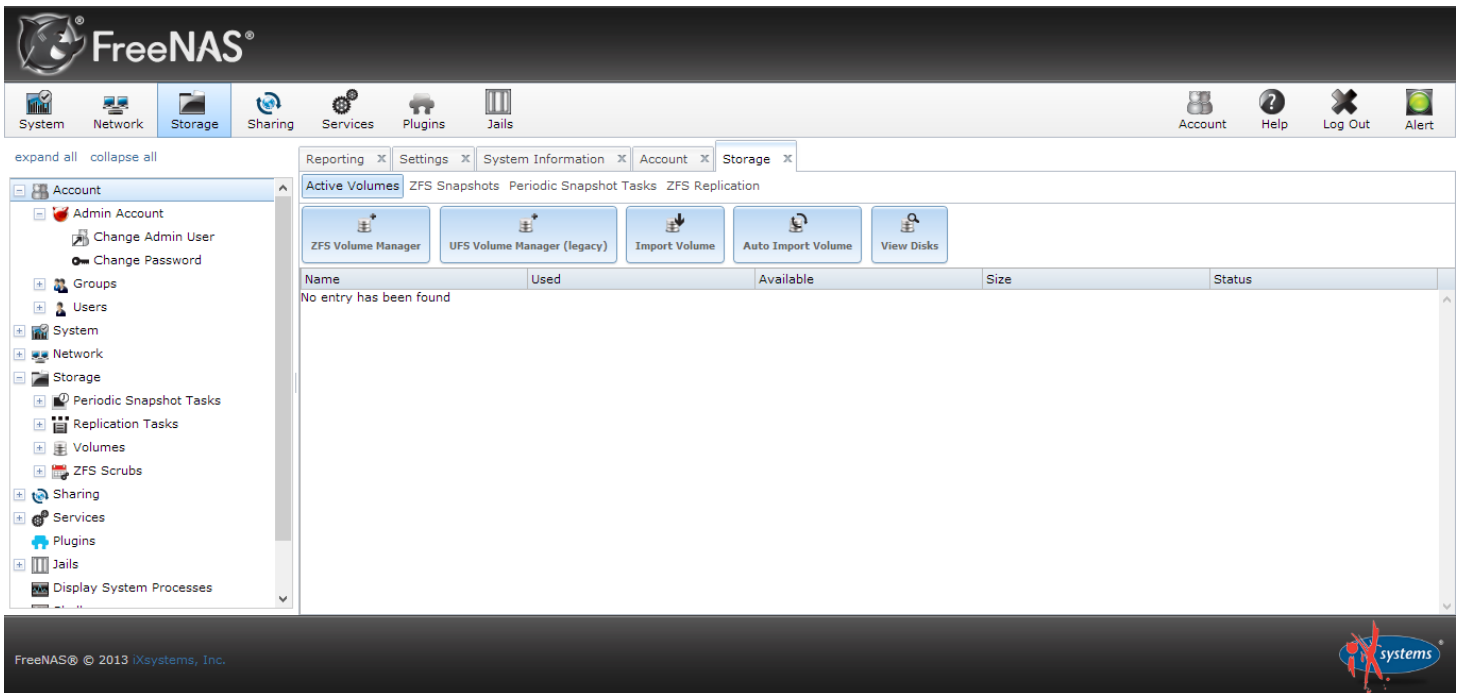 FreeNAS®
System Network Storage Sharing Services Plugins Jails Account Help Log Out Alert
expand all collapse all
Account
Admin Account
Change Admin User
Change Password
Groups
Users
System
Network
Storage
Periodic Snapshot Tasks
Replication Tasks
Volumes
ZFS Scrubs
Sharing
Services
Plugins
Jails
Display System Processes
Reporting X Settings X System Information X Account X Storage X
Active Volumes ZFS Snapshots Periodic Snapshot Tasks ZFS Replication
ZFS Volume Manager UFS Volume Manager (legacy) Import Volume Auto Import Volume View Disks
Name Used Available Size Status
No entry has been found
FreeNAS® © 2013 iXsystems, Inc.
iXsystems®